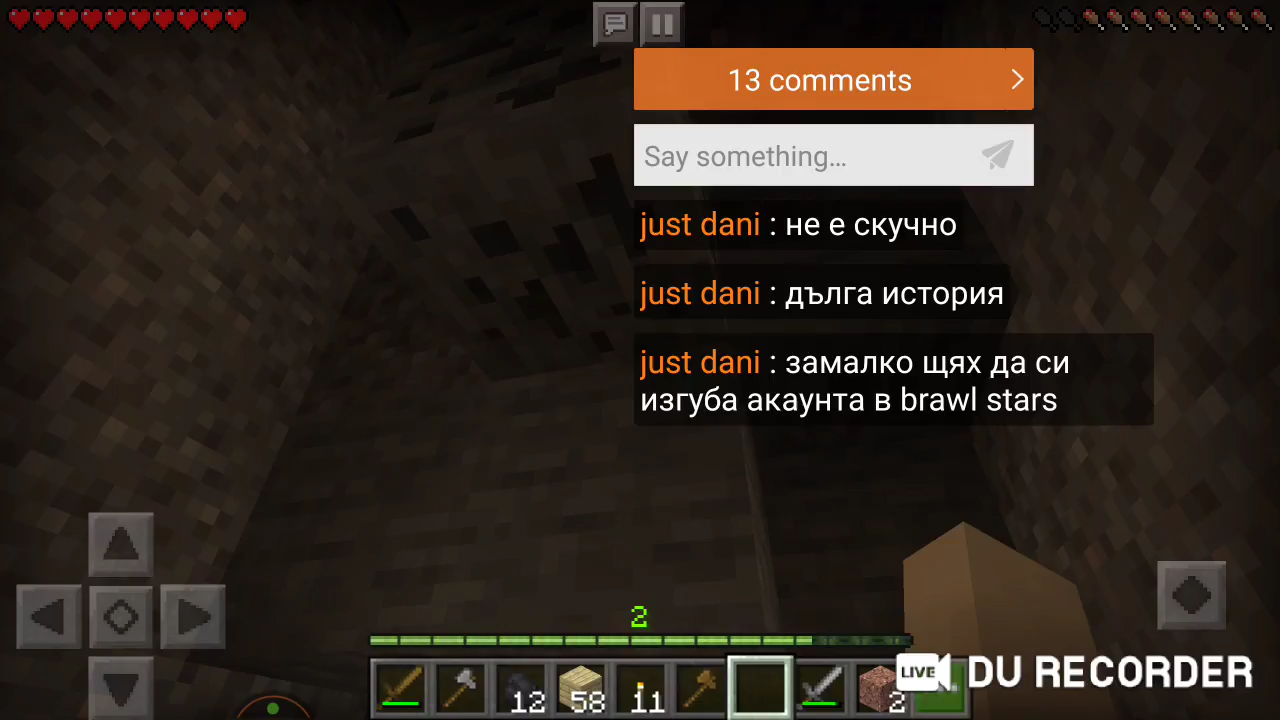 13 comments
Say something...
just dani : не е скучно
just dani : дълга история
just dani : замалко щях да си
изгуба акаунта в brawl stars
2
12
58
11
2
LIVE DU RECORDER